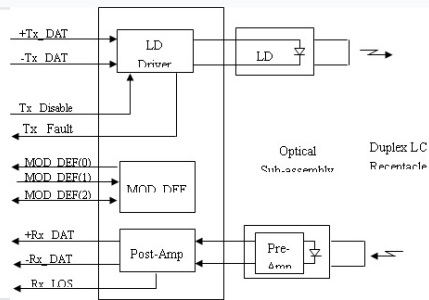 +Tx_DAT
-Tx_DAT
LD
Driver
LD
Tx_Disable
Tx_Fault
Optical
Sub-assembly
Duplex LC
Receptacle
MOD_DEF(0)
MOD_DEF(1)
MOD_DEF(2)
MOD_DEF
+Rx_DAT
-Rx_DAT
Rx_LOS
Post-Amp
Pre-
Amp